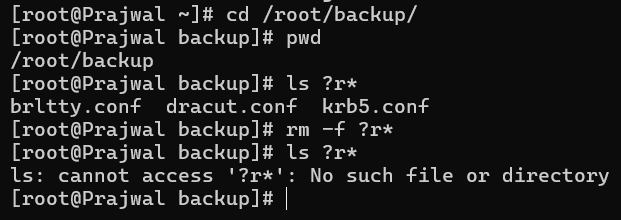 [root@Prajwal ~]# cd /root/backup/
[root@Prajwal backup]# pwd
/root/backup
[root@Prajwal backup]# ls ?r*
brltty.conf  dracut.conf  krb5.conf
[root@Prajwal backup]# rm -f ?r*
[root@Prajwal backup]# ls ?r*
ls: cannot access '?r*': No such file or directory
[root@Prajwal backup]#